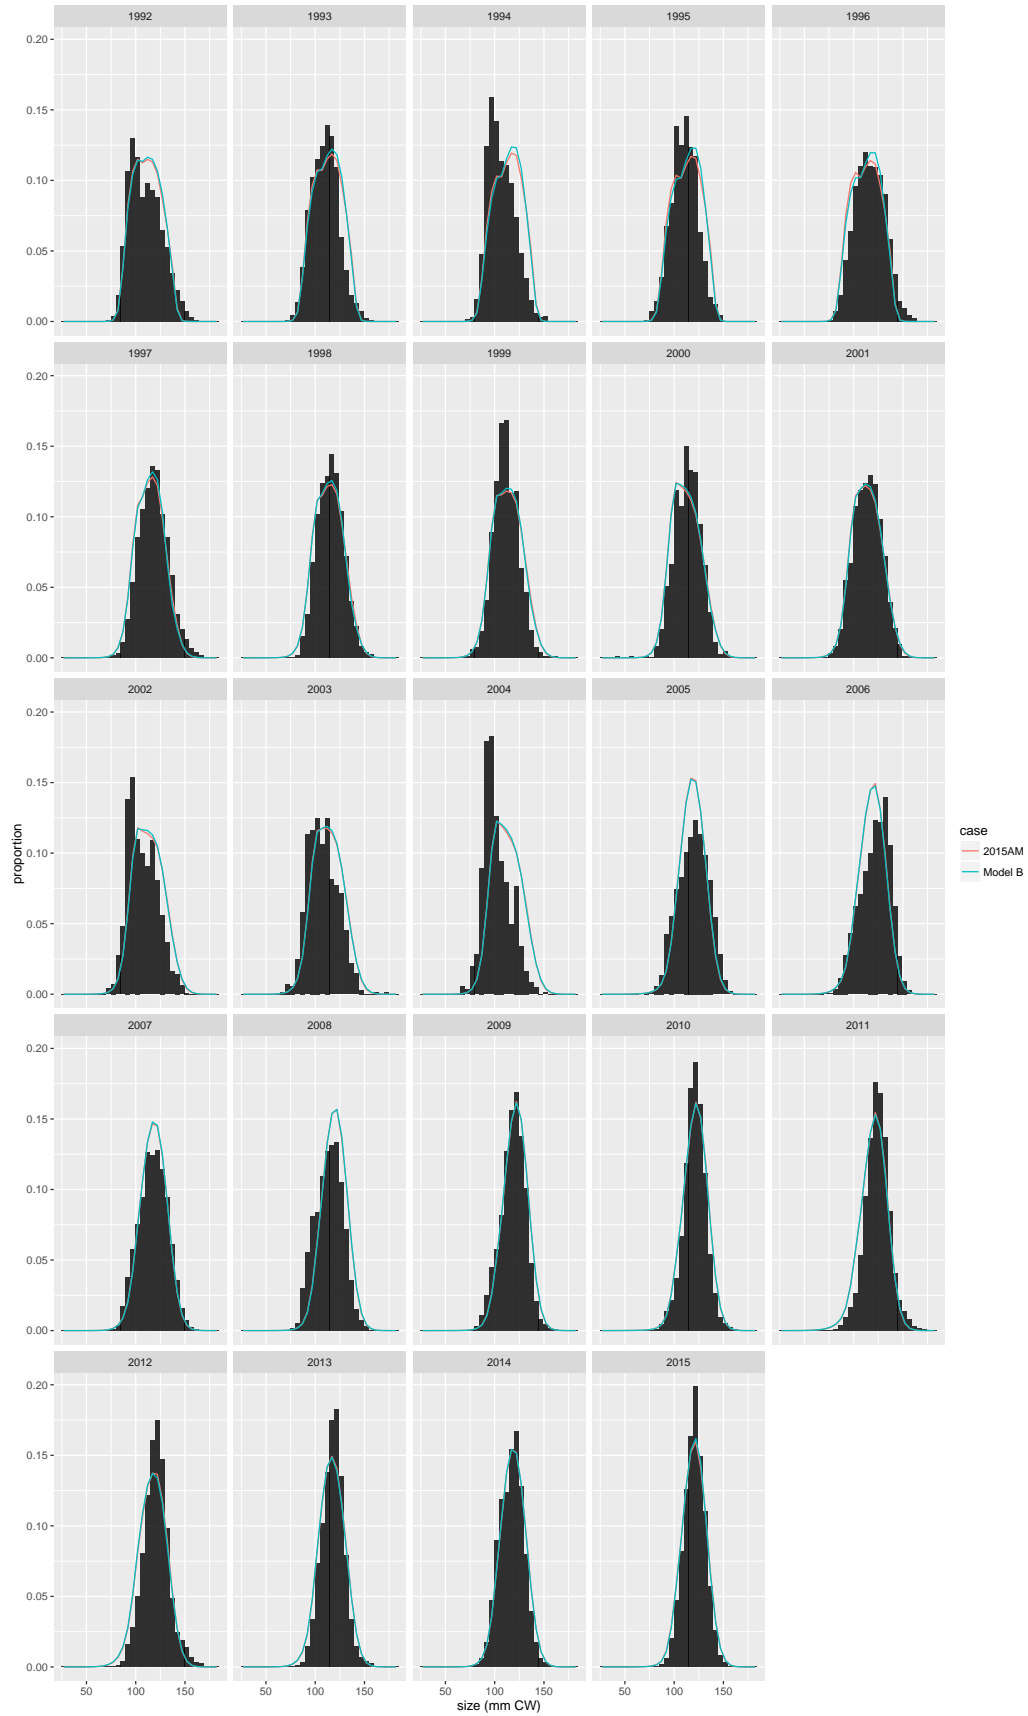 1992 1993 1994 1995 1996
0.20
0.15
0.10
0.05
0.00
1997 1998 1999 2000 2001
0.20
0.15
0.10
0.05
0.00
2002 2003 2004 2005 2006
0.20
0.15
0.10
0.05
0.00
proportion
case
2015AM
Model B
2007 2008 2009 2010 2011
0.20
0.15
0.10
0.05
0.00
2012 2013 2014 2015
0.20
0.15
0.10
0.05
0.00
50 100 150 50 100 150 50 100 150 50 100 150
size (mm CW)